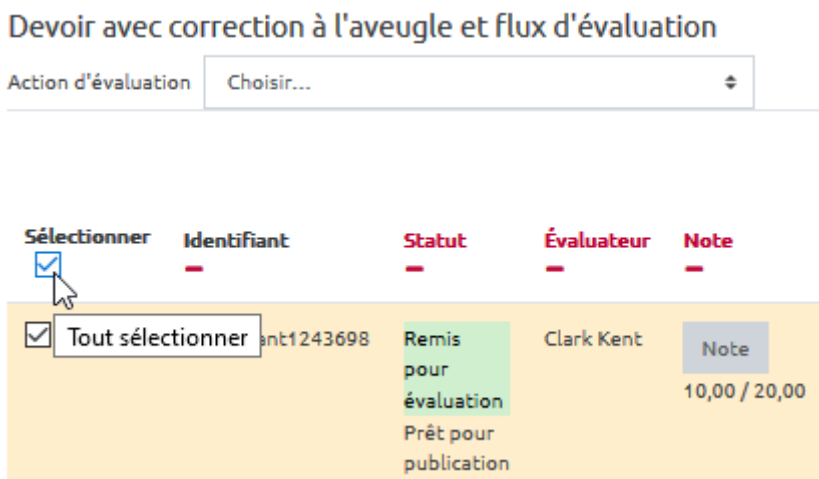 Devoir avec correction à l'aveugle et flux d'évaluation
Action d'évaluation Choisir...
Sélectionner Identifiant Statut Évaluateur Note
Tout sélectionner ant1243698 Remis Clark Kent Note
pour
évaluation 10,00 / 20,00
Prêt pour
publication